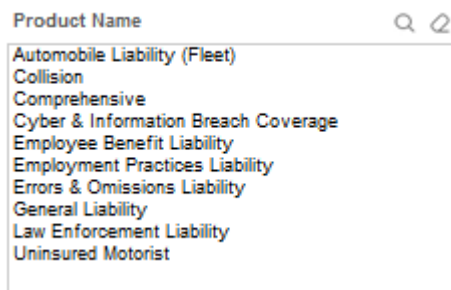 Product Name
Automobile Liability (Fleet)
Collision
Comprehensive
Cyber & Information Breach Coverage
Employee Benefit Liability
Employment Practices Liability
Errors & Omissions Liability
General Liability
Law Enforcement Liability
Uninsured Motorist